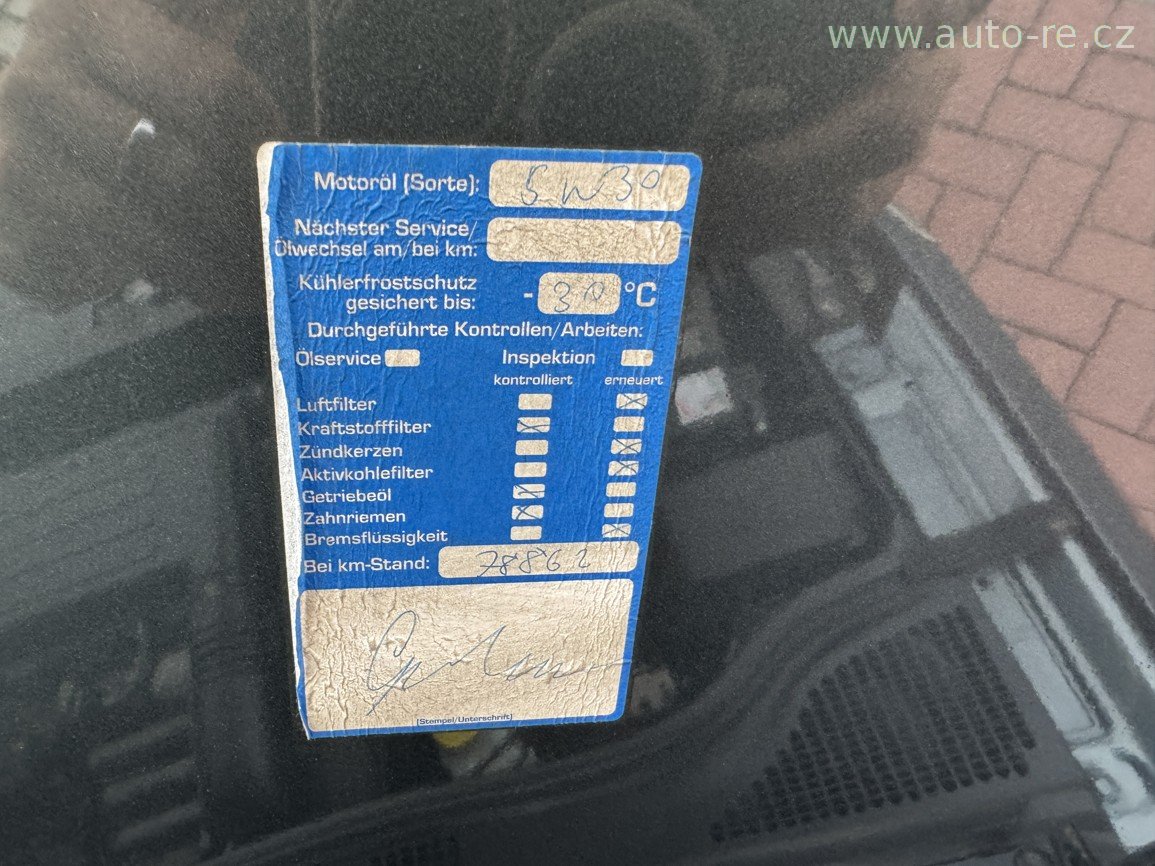 www.auto-re.cz
Motoröl (Sorte): 5W30
Nächster Service/
Ölwechsel am/bei km:
Kühlerfrostschutz
gesichert bis: -30 °C
Durchgeführte Kontrollen/Arbeiten:
Ölservice Inspektion
kontrolliert erneuert
Luftfilter
Kraftstofffilter
Zündkerzen
Aktivkohlefilter
Getriebeöl
Zahnriemen
Bremsflüssigkeit
Bei km-Stand: 78862
(Stempel/Unterschrift)